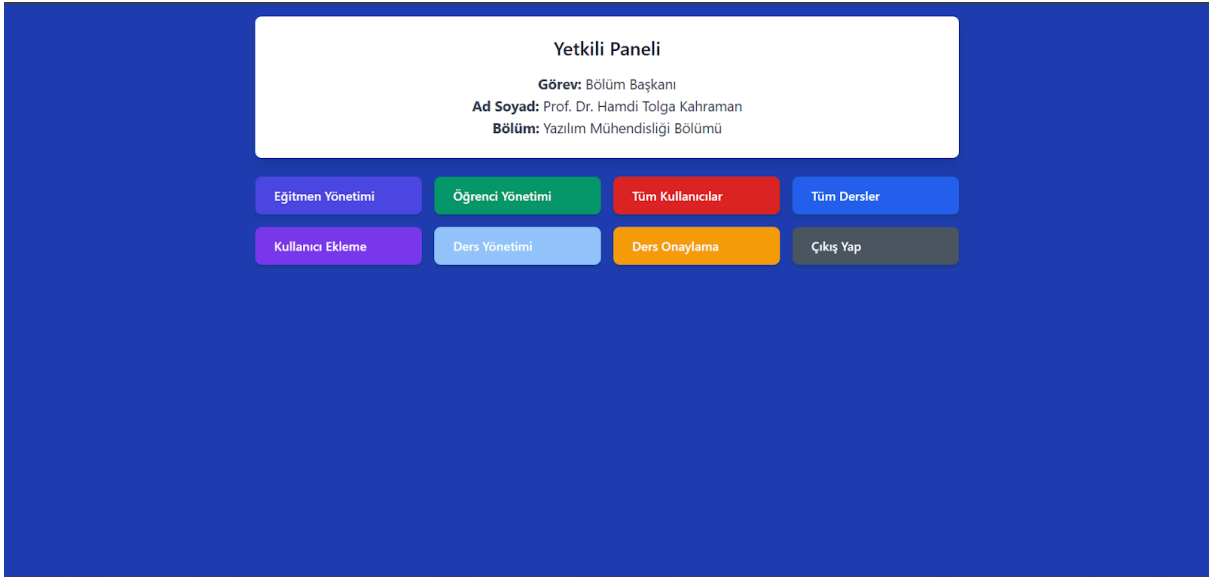 Yetkili Paneli
Görev: Bölüm Başkanı
Ad Soyad: Prof. Dr. Hamdi Tolga Kahraman
Bölüm: Yazılım Mühendisliği Bölümü
Eğitmen Yönetimi
Öğrenci Yönetimi
Tüm Kullanıcılar
Tüm Dersler
Kullanıcı Ekleme
Ders Yönetimi
Ders Onaylama
Çıkış Yap